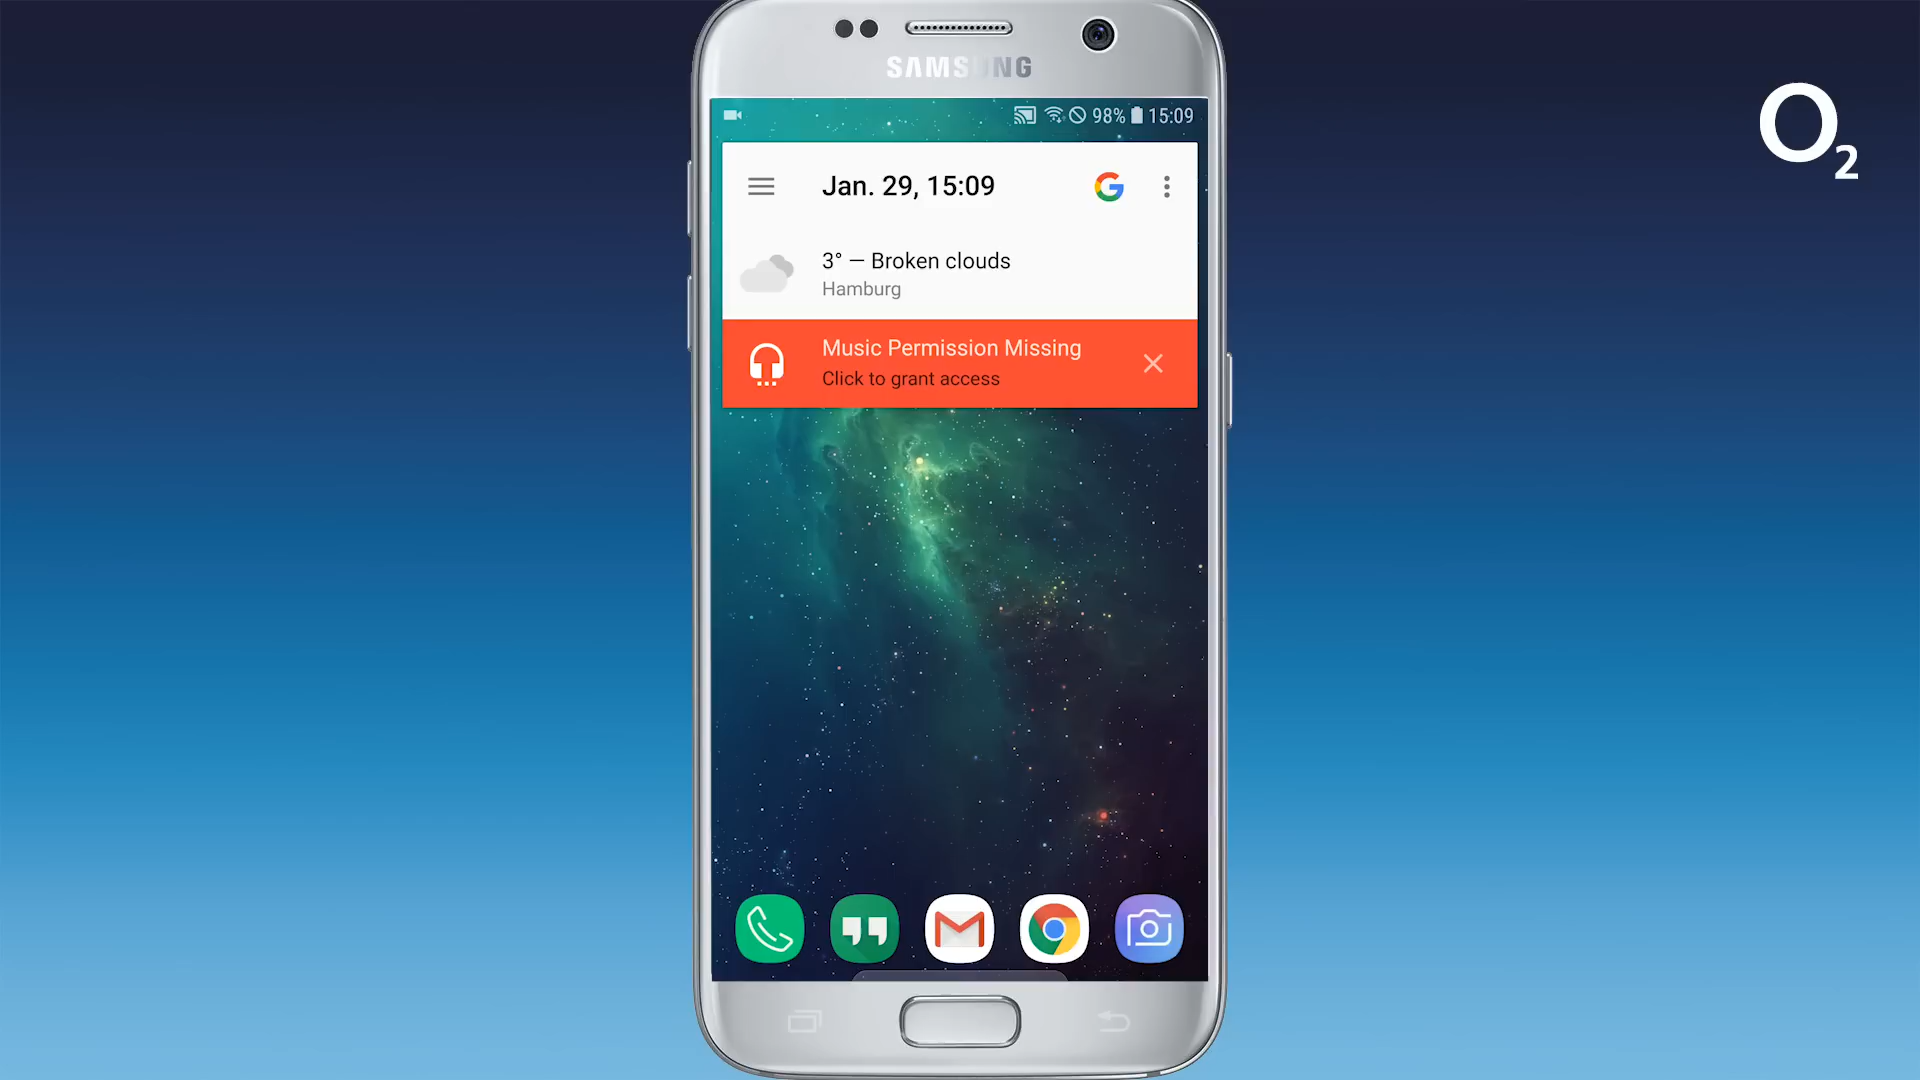 SAMSUNG
98% 15:09
O2
Jan. 29, 15:09
G
3° — Broken clouds
Hamburg
Music Permission Missing
Click to grant access